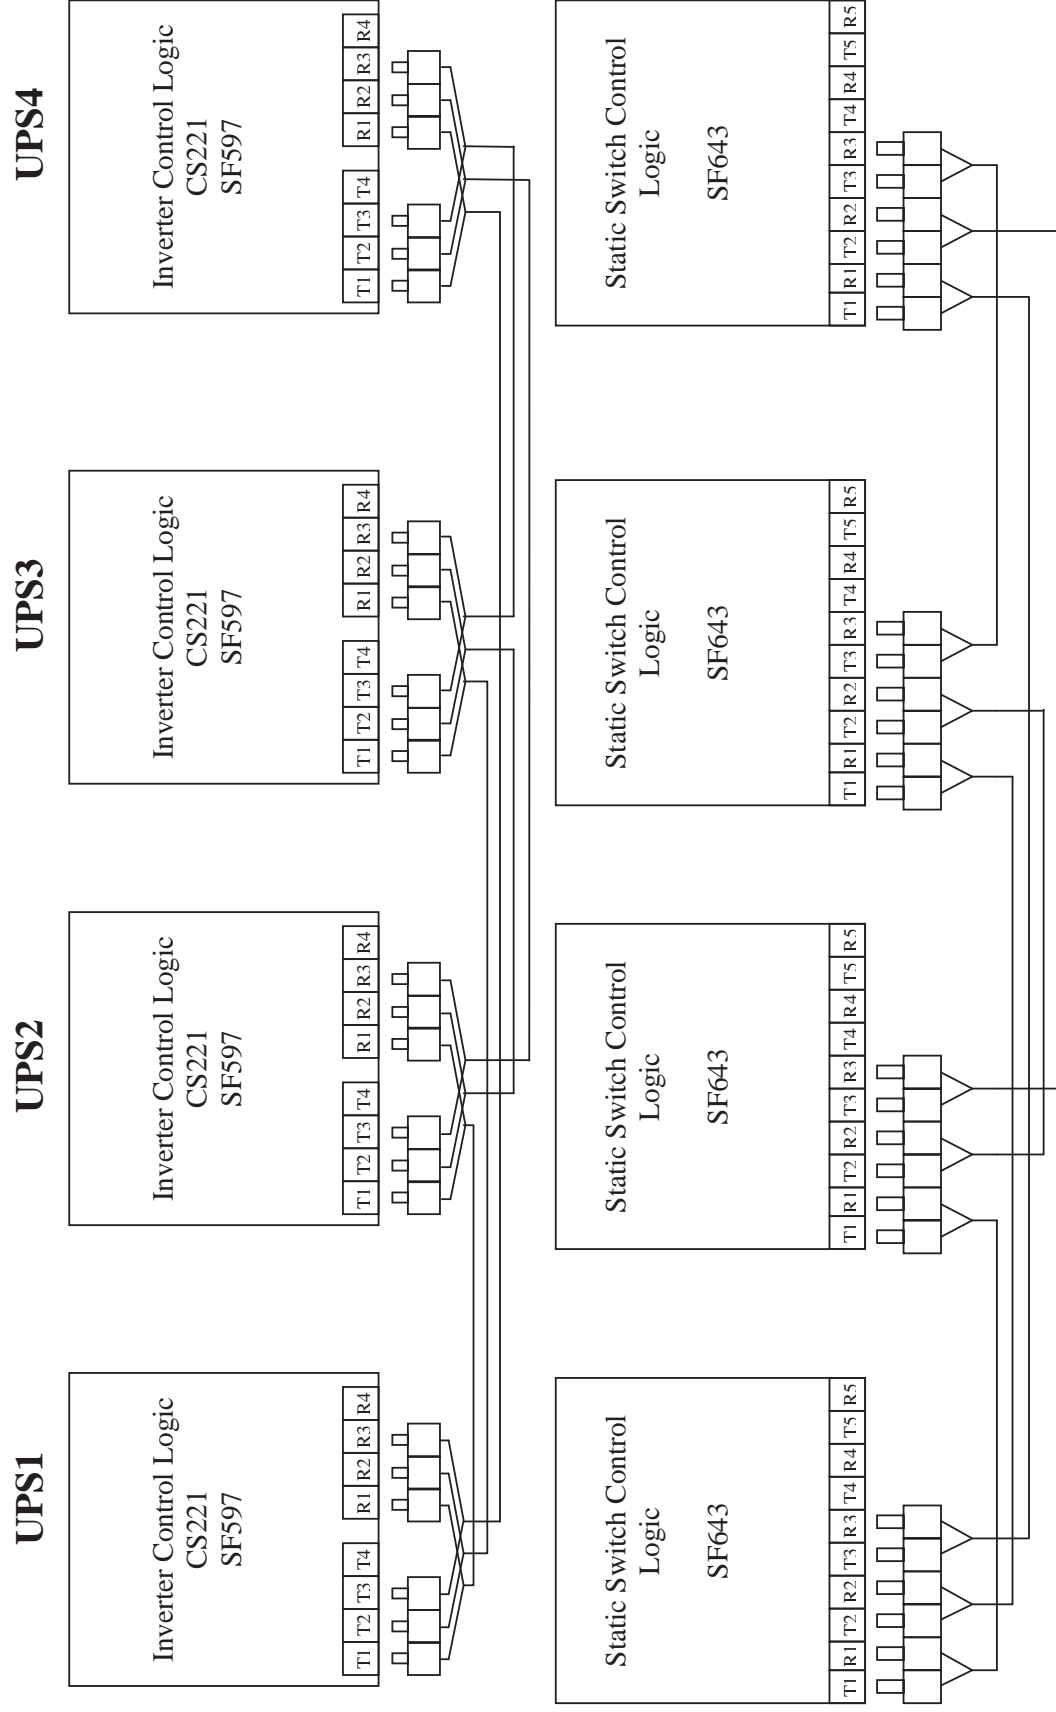 UPS1
Inverter Control Logic
CS221
SF597
T1 T2 T3 T4 R1 R2 R3 R4
UPS2
Inverter Control Logic
CS221
SF597
T1 T2 T3 T4 R1 R2 R3 R4
UPS3
Inverter Control Logic
CS221
SF597
T1 T2 T3 T4 R1 R2 R3 R4
UPS4
Inverter Control Logic
CS221
SF597
T1 T2 T3 T4 R1 R2 R3 R4
Static Switch Control
Logic
SF643
T1 R1 T2 R2 T3 R3 T4 R4 T5 R5
Static Switch Control
Logic
SF643
T1 R1 T2 R2 T3 R3 T4 R4 T5 R5
Static Switch Control
Logic
SF643
T1 R1 T2 R2 T3 R3 T4 R4 T5 R5
Static Switch Control
Logic
SF643
T1 R1 T2 R2 T3 R3 T4 R4 T5 R5